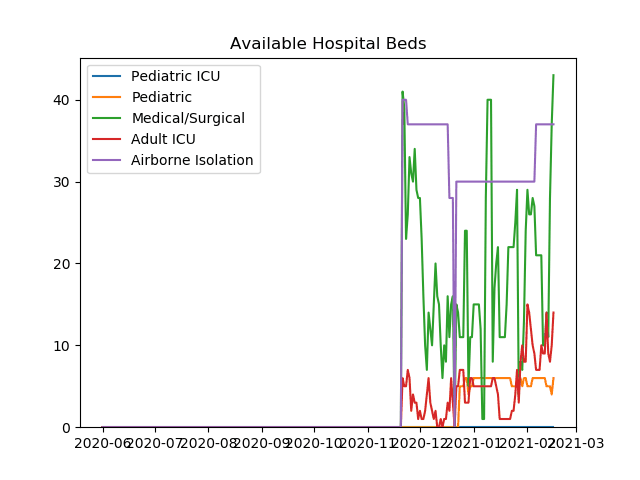 Available Hospital Beds
Pediatric ICU
Pediatric
Medical/Surgical
Adult ICU
Airborne Isolation
40
30
20
10
0
2020-06 2020-07 2020-08 2020-09 2020-10 2020-11 2020-12 2021-01 2021-02 2021-03